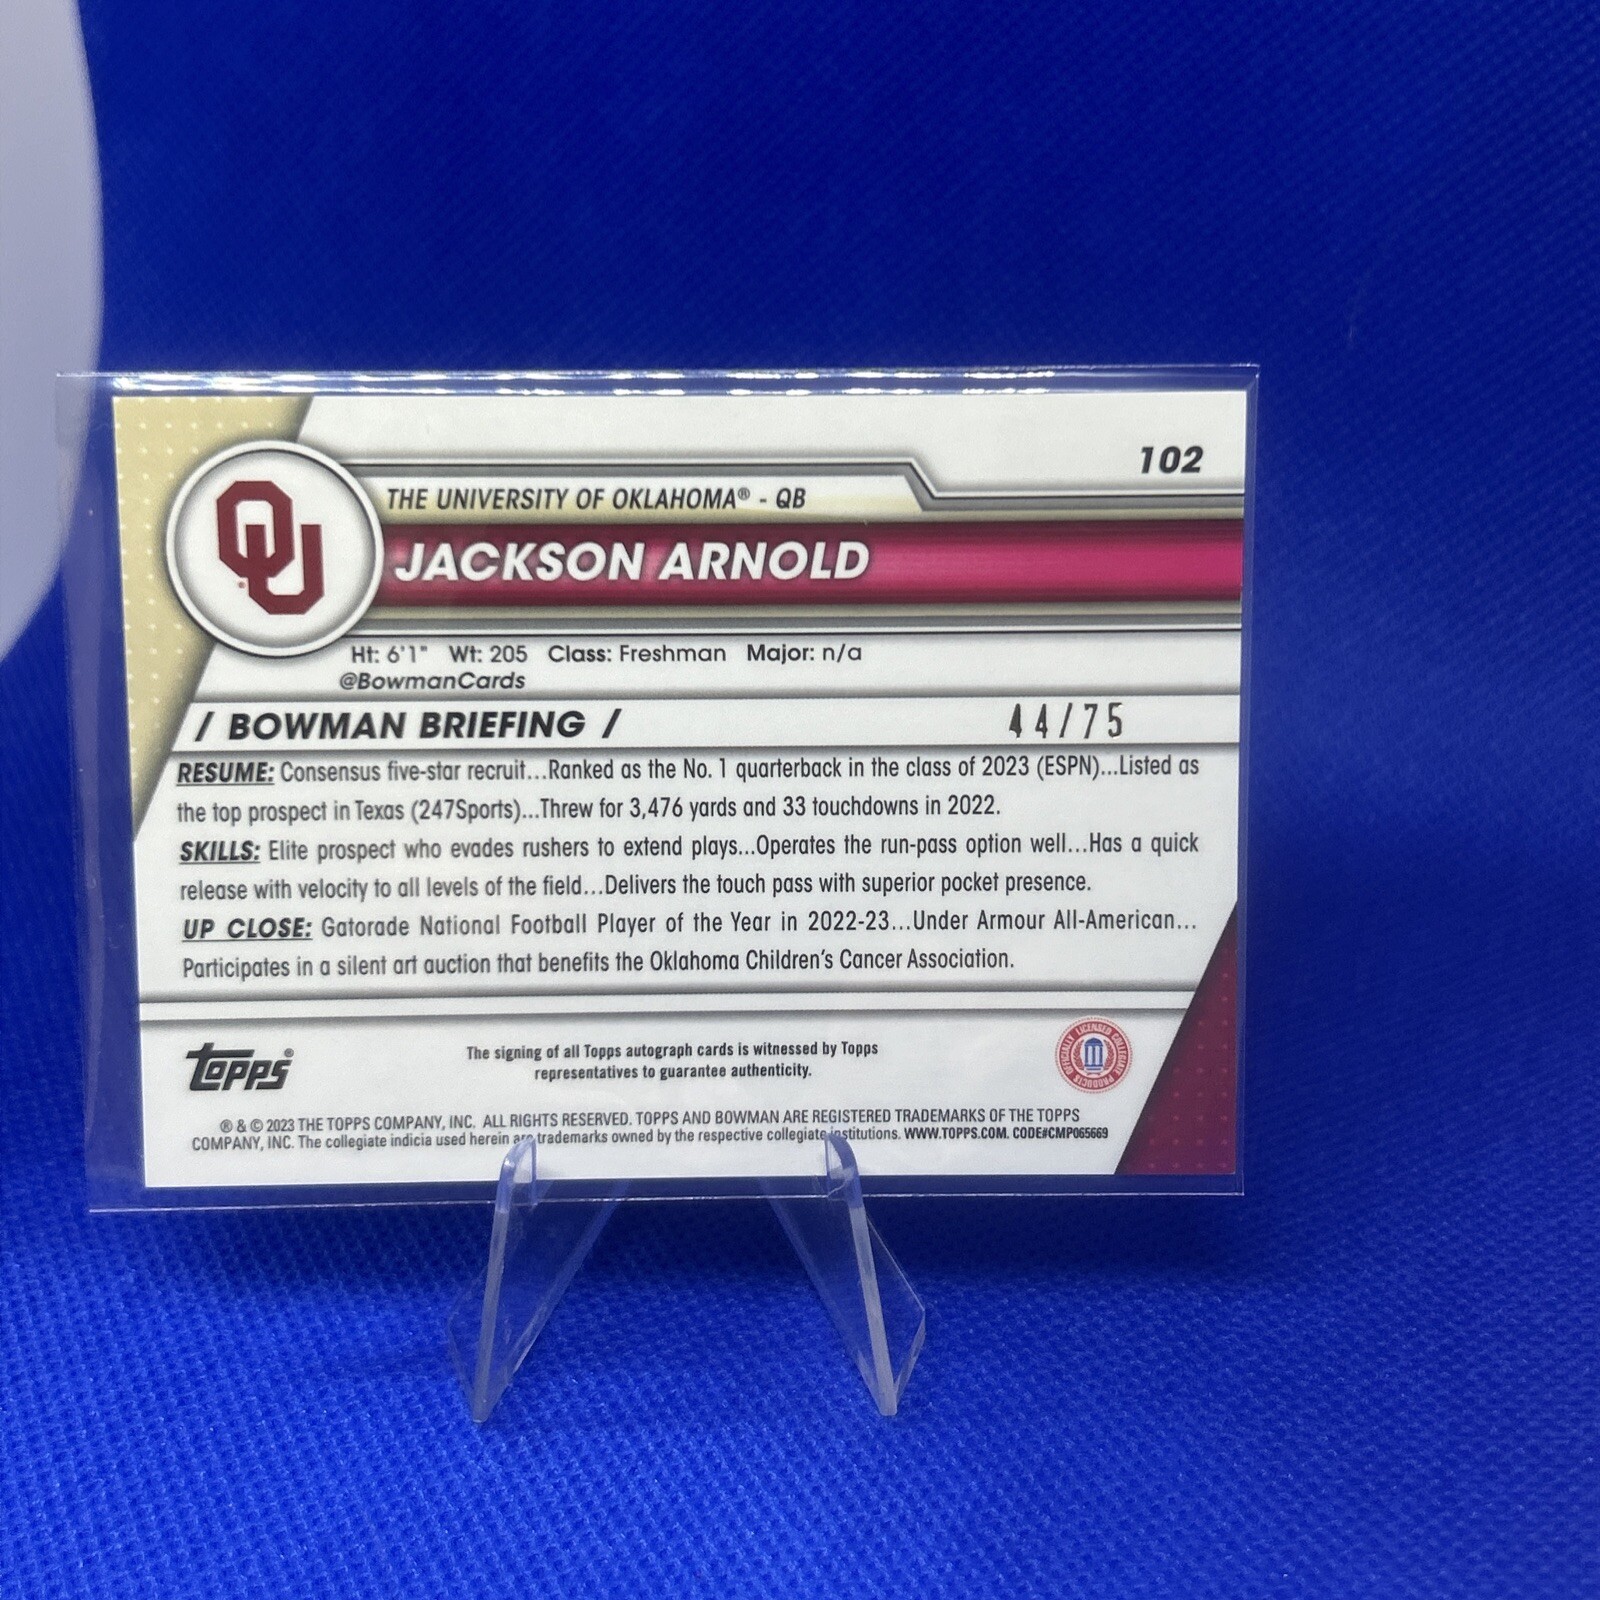 102
THE UNIVERSITY OF OKLAHOMA® - QB
OU
JACKSON ARNOLD
Ht: 6'1" Wt: 205 Class: Freshman Major: n/a
@BowmanCards
/ BOWMAN BRIEFING /
44/75
RESUME: Consensus five-star recruit...Ranked as the No. 1 quarterback in the class of 2023 (ESPN)...Listed as
the top prospect in Texas (247Sports)...Threw for 3,476 yards and 33 touchdowns in 2022.
SKILLS: Elite prospect who evades rushers to extend plays...Operates the run-pass option well...Has a quick
release with velocity to all levels of the field...Delivers the touch pass with superior pocket presence.
UP CLOSE: Gatorade National Football Player of the Year in 2022-23...Under Armour All-American...
Participates in a silent art auction that benefits the Oklahoma Children's Cancer Association.
Topps®
The signing of all Topps autograph cards is witnessed by Topps
representatives to guarantee authenticity.
OFFICIALLY LICENSED COLLEGIATE PRODUCTS
® & © 2023 THE TOPPS COMPANY, INC. ALL RIGHTS RESERVED. TOPPS AND BOWMAN ARE REGISTERED TRADEMARKS OF THE TOPPS
COMPANY, INC. The collegiate indicia used herein are trademarks owned by the respective collegiate institutions. WWW.TOPPS.COM. CODE#CMP065669